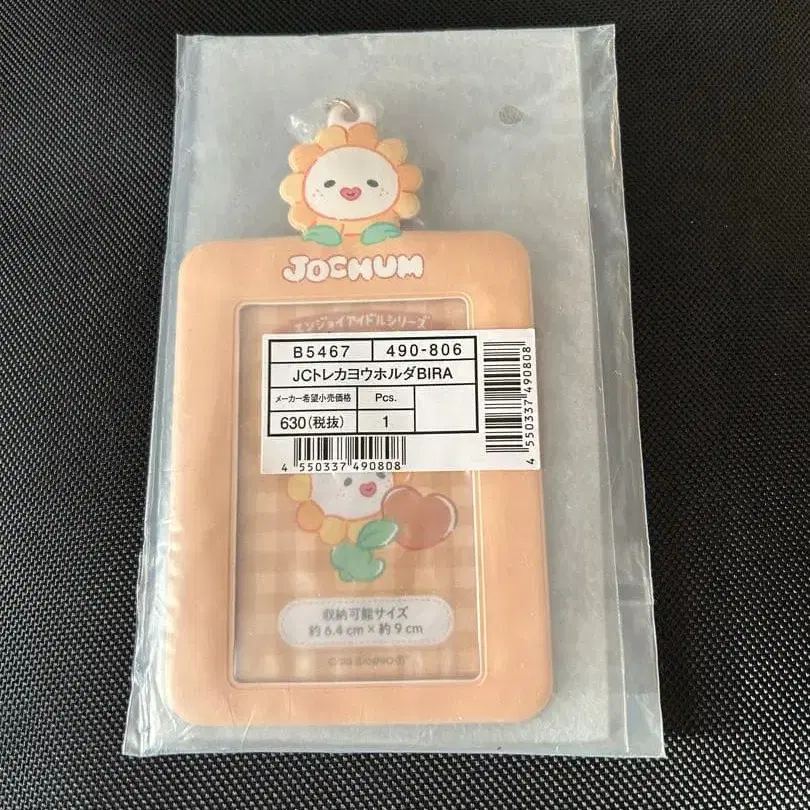 JOCHUM
エンジョイアイドルシリーズ
B5467 490-806
JCトレカヨウホルダBIRA
メーカー希望小売価格 Pcs.
630(税抜) 1
4 550337 490808
4 550337 490808
収納可能サイズ
約6.4cm×約9cm